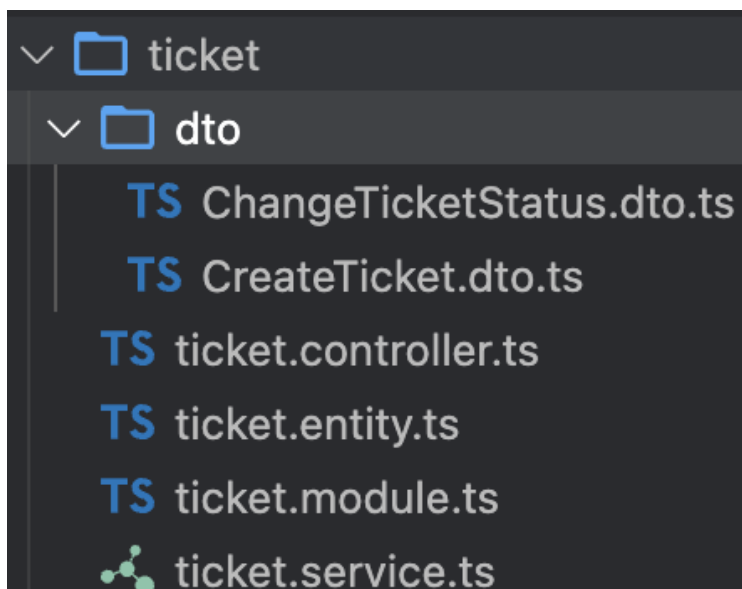 ticket
dto
TS ChangeTicketStatus.dto.ts
TS CreateTicket.dto.ts
TS ticket.controller.ts
TS ticket.entity.ts
TS ticket.module.ts
ticket.service.ts